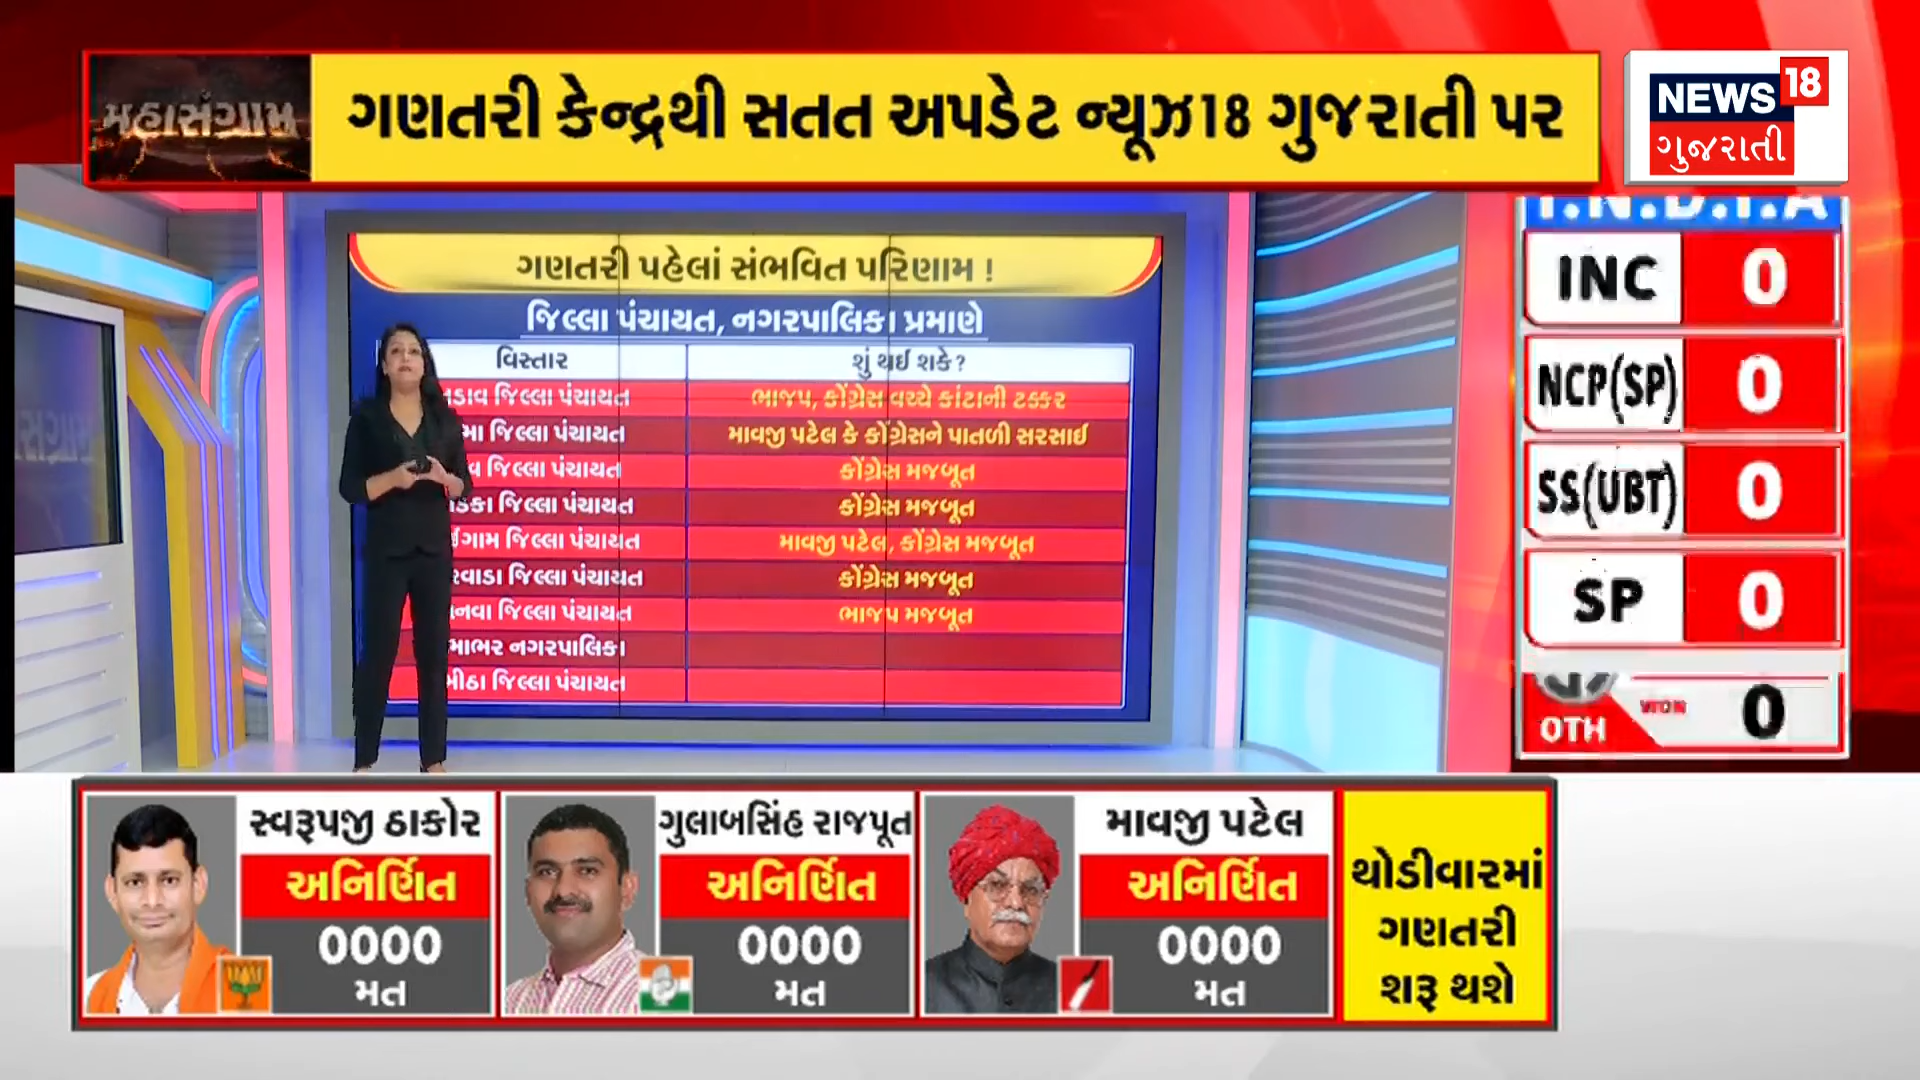 મહાસંગ્રામ
ગણતરી કેન્દ્રથી સતત અપડેટ ન્યૂઝ18 ગુજરાતી પર
NEWS 18
ગુજરાતી
I.N.D.I.A
INC 0
NCP(SP) 0
SS(UBT) 0
SP 0
OTH WON 0
ગણતરી પહેલાં સંભવિત પરિણામ !
જિલ્લા પંચાયત, નગરપાલિકા પ્રમાણે
વિસ્તાર શું થઈ શકે?
જિલ્લા પંચાયત ભાજપ, કોંગ્રેસ વચ્ચે કાંટાની ટક્કર
જિલ્લા પંચાયત માવજી પટેલ કે કોંગ્રેસને પાતળી સરસાઈ
જિલ્લા પંચાયત કોંગ્રેસ મજબૂત
જિલ્લા પંચાયત કોંગ્રેસ મજબૂત
જિલ્લા પંચાયત માવજી પટેલ, કોંગ્રેસ મજબૂત
જિલ્લા પંચાયત કોંગ્રેસ મજબૂત
જિલ્લા પંચાયત ભાજપ મજબૂત
નગરપાલિકા
જિલ્લા પંચાયત
સ્વરૂપજી ઠાકોર
અનિર્ણિત
0000
મત
ગુલાબસિંહ રાજપૂત
અનિર્ણિત
0000
મત
માવજી પટેલ
અનિર્ણિત
0000
મત
થોડીવારમાં
ગણતરી
શરૂ થશે